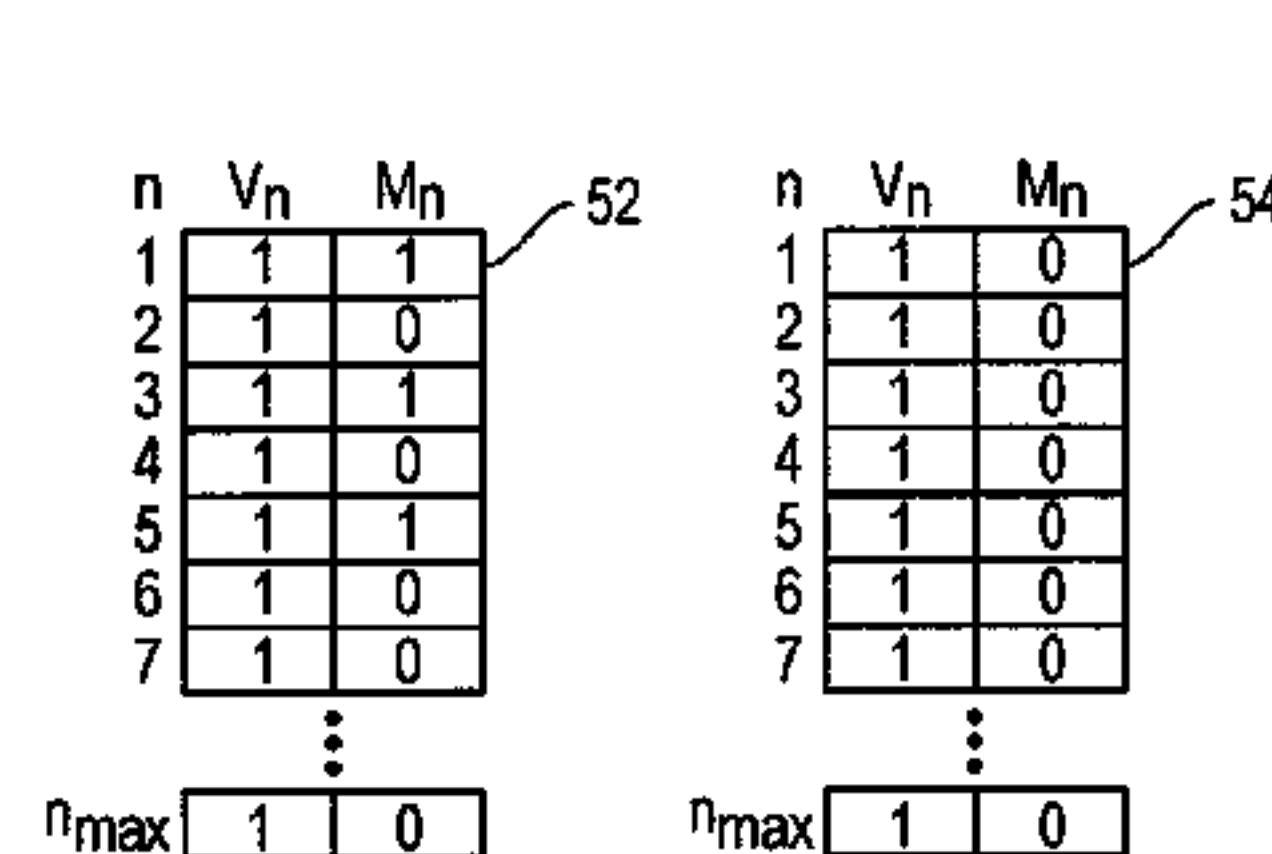 n Vn Mn 52 n Vn Mn 54
1 1 1 1 1 0
2 1 0 2 1 0
3 1 1 3 1 0
4 1 0 4 1 0
5 1 1 5 1 0
6 1 0 6 1 0
7 1 0 7 1 0
nmax 1 0 nmax 1 0